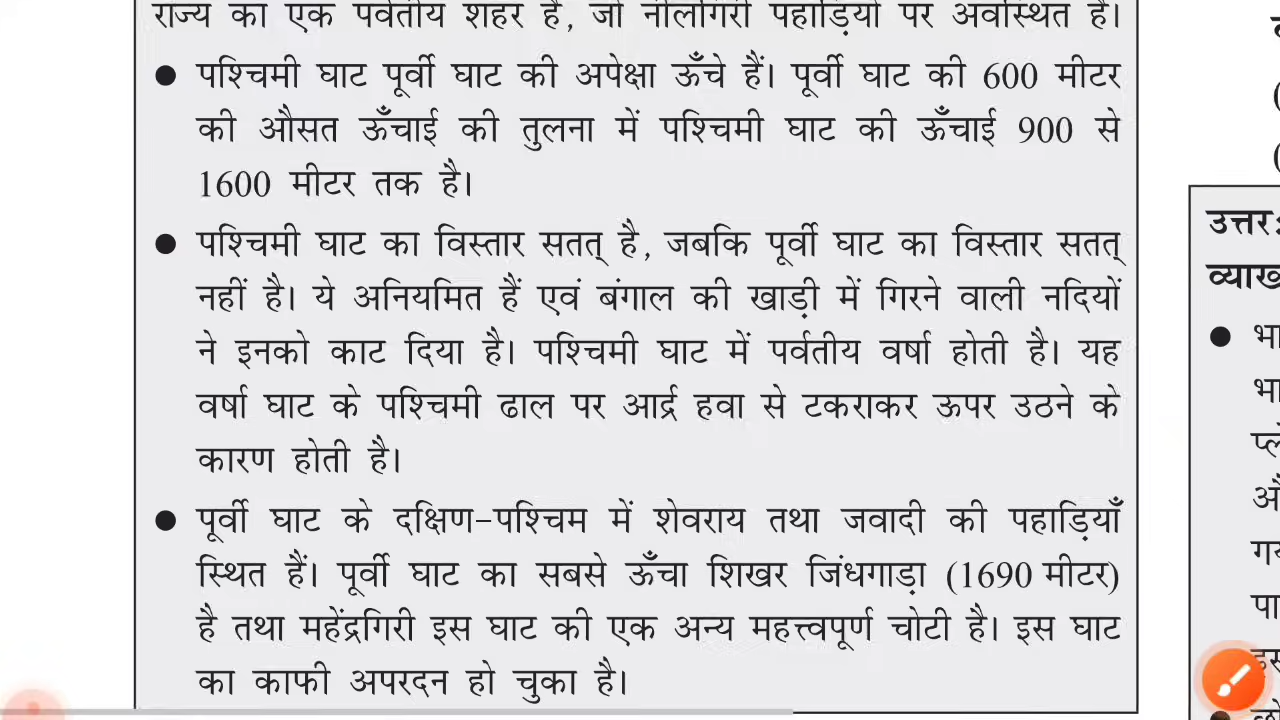 राज्य का एक पर्वतीय शहर है, जो नीलगिरी पहाड़ियों पर अवस्थित है।
● पश्चिमी घाट पूर्वी घाट की अपेक्षा ऊँचे हैं। पूर्वी घाट की 600 मीटर
की औसत ऊँचाई की तुलना में पश्चिमी घाट की ऊँचाई 900 से
1600 मीटर तक है।
● पश्चिमी घाट का विस्तार सतत् है, जबकि पूर्वी घाट का विस्तार सतत्
नहीं है। ये अनियमित हैं एवं बंगाल की खाड़ी में गिरने वाली नदियों
ने इनको काट दिया है। पश्चिमी घाट में पर्वतीय वर्षा होती है। यह
वर्षा घाट के पश्चिमी ढाल पर आर्द्र हवा से टकराकर ऊपर उठने के
कारण होती है।
● पूर्वी घाट के दक्षिण-पश्चिम में शेवराय तथा जवादी की पहाड़ियाँ
स्थित हैं। पूर्वी घाट का सबसे ऊँचा शिखर जिंधगाड़ा (1690 मीटर)
है तथा महेंद्रगिरी इस घाट की एक अन्य महत्त्वपूर्ण चोटी है। इस घाट
का काफी अपरदन हो चुका है।
उत्तरः
व्याख
● भा
भा
प्ले
औ
गय
पा